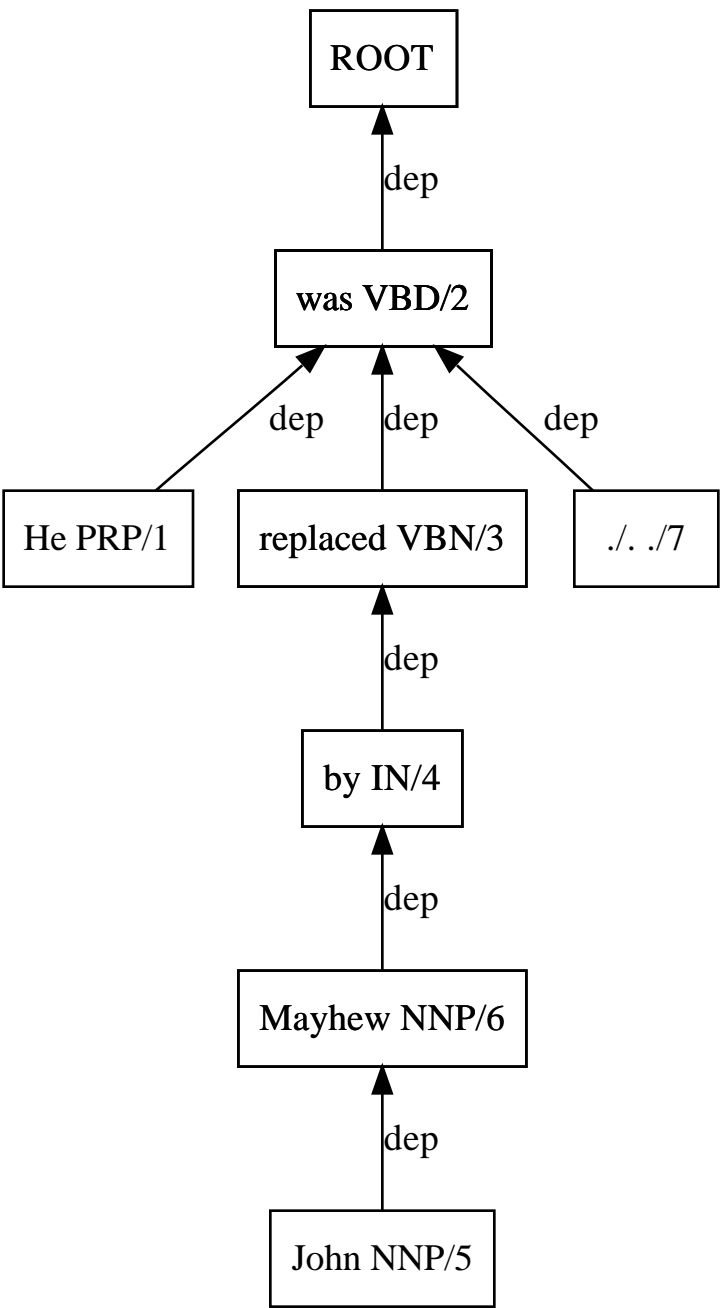 ROOT
dep
was VBD/2
dep dep dep
He PRP/1 replaced VBN/3 ./. ./7
dep
by IN/4
dep
Mayhew NNP/6
dep
John NNP/5